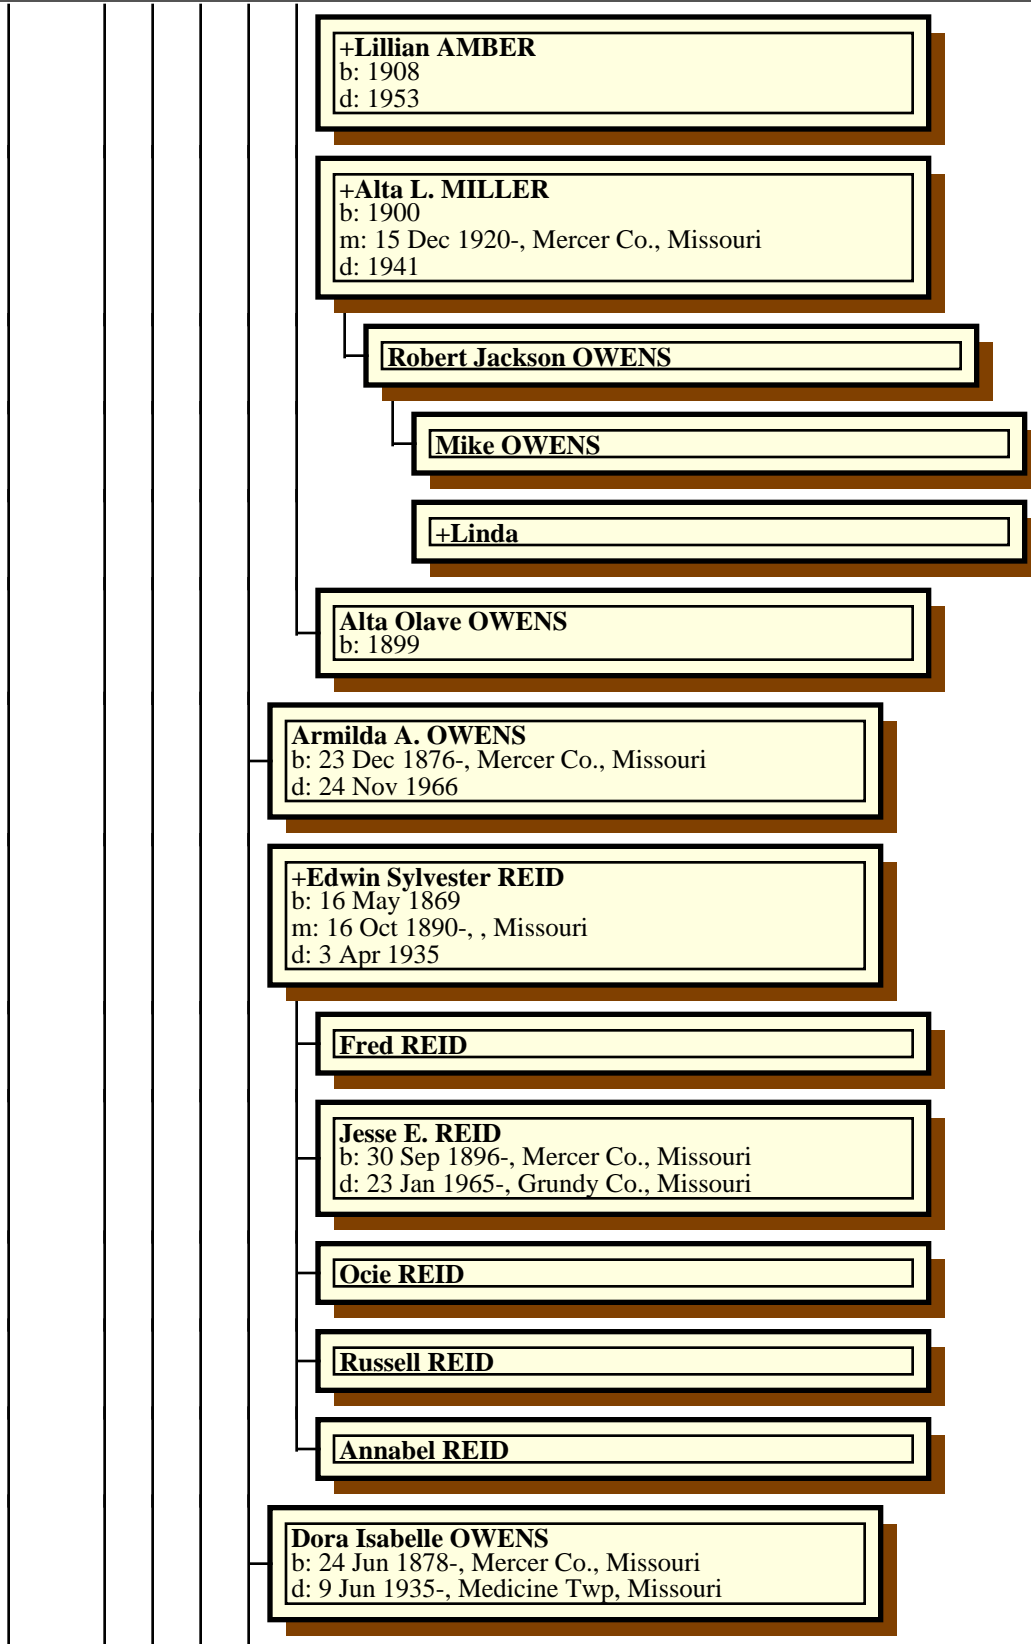 +Lillian AMBER
b: 1908
d: 1953
+Alta L. MILLER
b: 1900
m: 15 Dec 1920-, Mercer Co., Missouri
d: 1941
Robert Jackson OWENS
Mike OWENS
+Linda
Alta Olave OWENS
b: 1899
Armilda A. OWENS
b: 23 Dec 1876-, Mercer Co., Missouri
d: 24 Nov 1966
+Edwin Sylvester REID
b: 16 May 1869
m: 16 Oct 1890-, , Missouri
d: 3 Apr 1935
Fred REID
Jesse E. REID
b: 30 Sep 1896-, Mercer Co., Missouri
d: 23 Jan 1965-, Grundy Co., Missouri
Ocie REID
Russell REID
Annabel REID
Dora Isabelle OWENS
b: 24 Jun 1878-, Mercer Co., Missouri
d: 9 Jun 1935-, Medicine Twp, Missouri